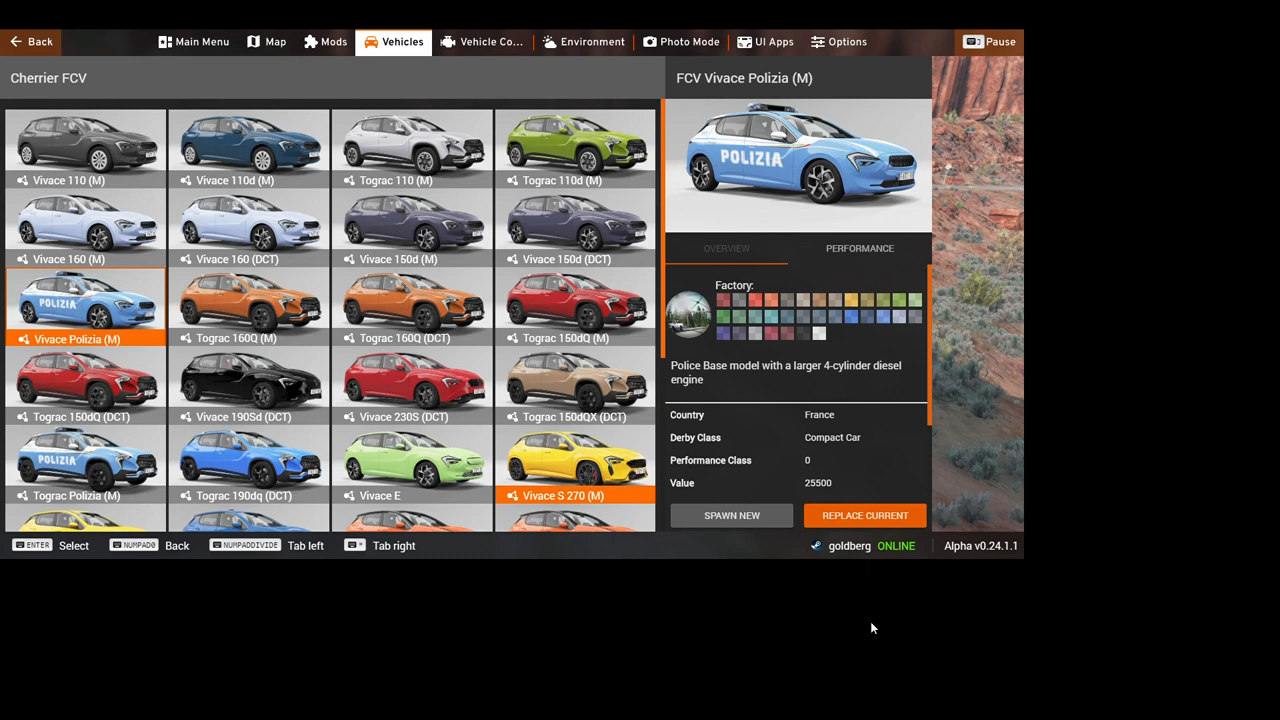 Back
Main Menu
Map
Mods
Vehicles
Vehicle Co...
Environment
Photo Mode
UI Apps
Options
Pause
Cherrier FCV
FCV Vivace Polizia (M)
Vivace 110 (M)
Vivace 110d (M)
Tograc 110 (M)
Tograc 110d (M)
POLIZIA
Vivace 160 (M)
Vivace 160 (DCT)
Vivace 150d (M)
Vivace 150d (DCT)
OVERVIEW
PERFORMANCE
POLIZIA
Vivace Polizia (M)
Tograc 160Q (M)
Tograc 160Q (DCT)
Tograc 150dQ (M)
Factory:
Police Base model with a larger 4-cylinder diesel
engine
Tograc 150dQ (DCT)
Vivace 190Sd (DCT)
Vivace 230S (DCT)
Tograc 150dQX (DCT)
Country France
Derby Class Compact Car
Performance Class 0
Value 25500
POLIZIA
Tograc Polizia (M)
Tograc 190dq (DCT)
Vivace E
Vivace S 270 (M)
SPAWN NEW
REPLACE CURRENT
ENTER Select
NUMPAD0 Back
NUMPADDIVIDE Tab left
* Tab right
goldberg ONLINE
Alpha v0.24.1.1